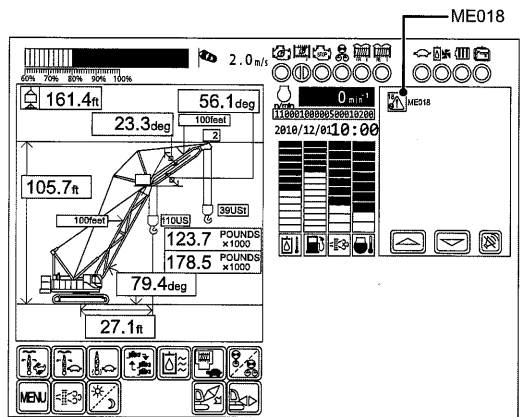 ME018
2.0 m/s
60% 70% 80% 90% 100%
161.4ft
56.1deg
23.3deg
100feet
2
105.7ft
100feet
110US
39USt
123.7 POUNDS ×1000
178.5 POUNDS ×1000
79.4deg
27.1ft
MENU
STOP
n/min
0 min-1
11000100000500010200
2010/12/01 10:00
ME018